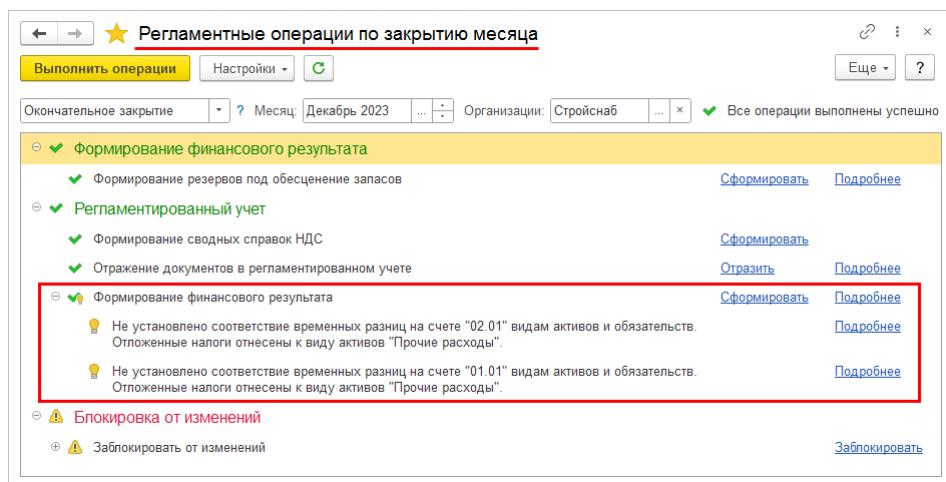 Регламентные операции по закрытию месяца
Выполнить операции Настройки Еще ?
Окончательное закрытие ? Месяц: Декабрь 2023 ... Организации: Стройснаб ... × Все операции выполнены успешно
Формирование финансового результата
Формирование резервов под обесценение запасов Сформировать Подробнее
Регламентированный учет
Формирование сводных справок НДС Сформировать
Отражение документов в регламентированном учете Отразить Подробнее
Формирование финансового результата Сформировать Подробнее
Не установлено соответствие временных разниц на счете "02.01" видам активов и обязательств. Подробнее
Отложенные налоги отнесены к виду активов "Прочие расходы".
Не установлено соответствие временных разниц на счете "01.01" видам активов и обязательств. Подробнее
Отложенные налоги отнесены к виду активов "Прочие расходы".
Блокировка от изменений
Заблокировать от изменений Заблокировать